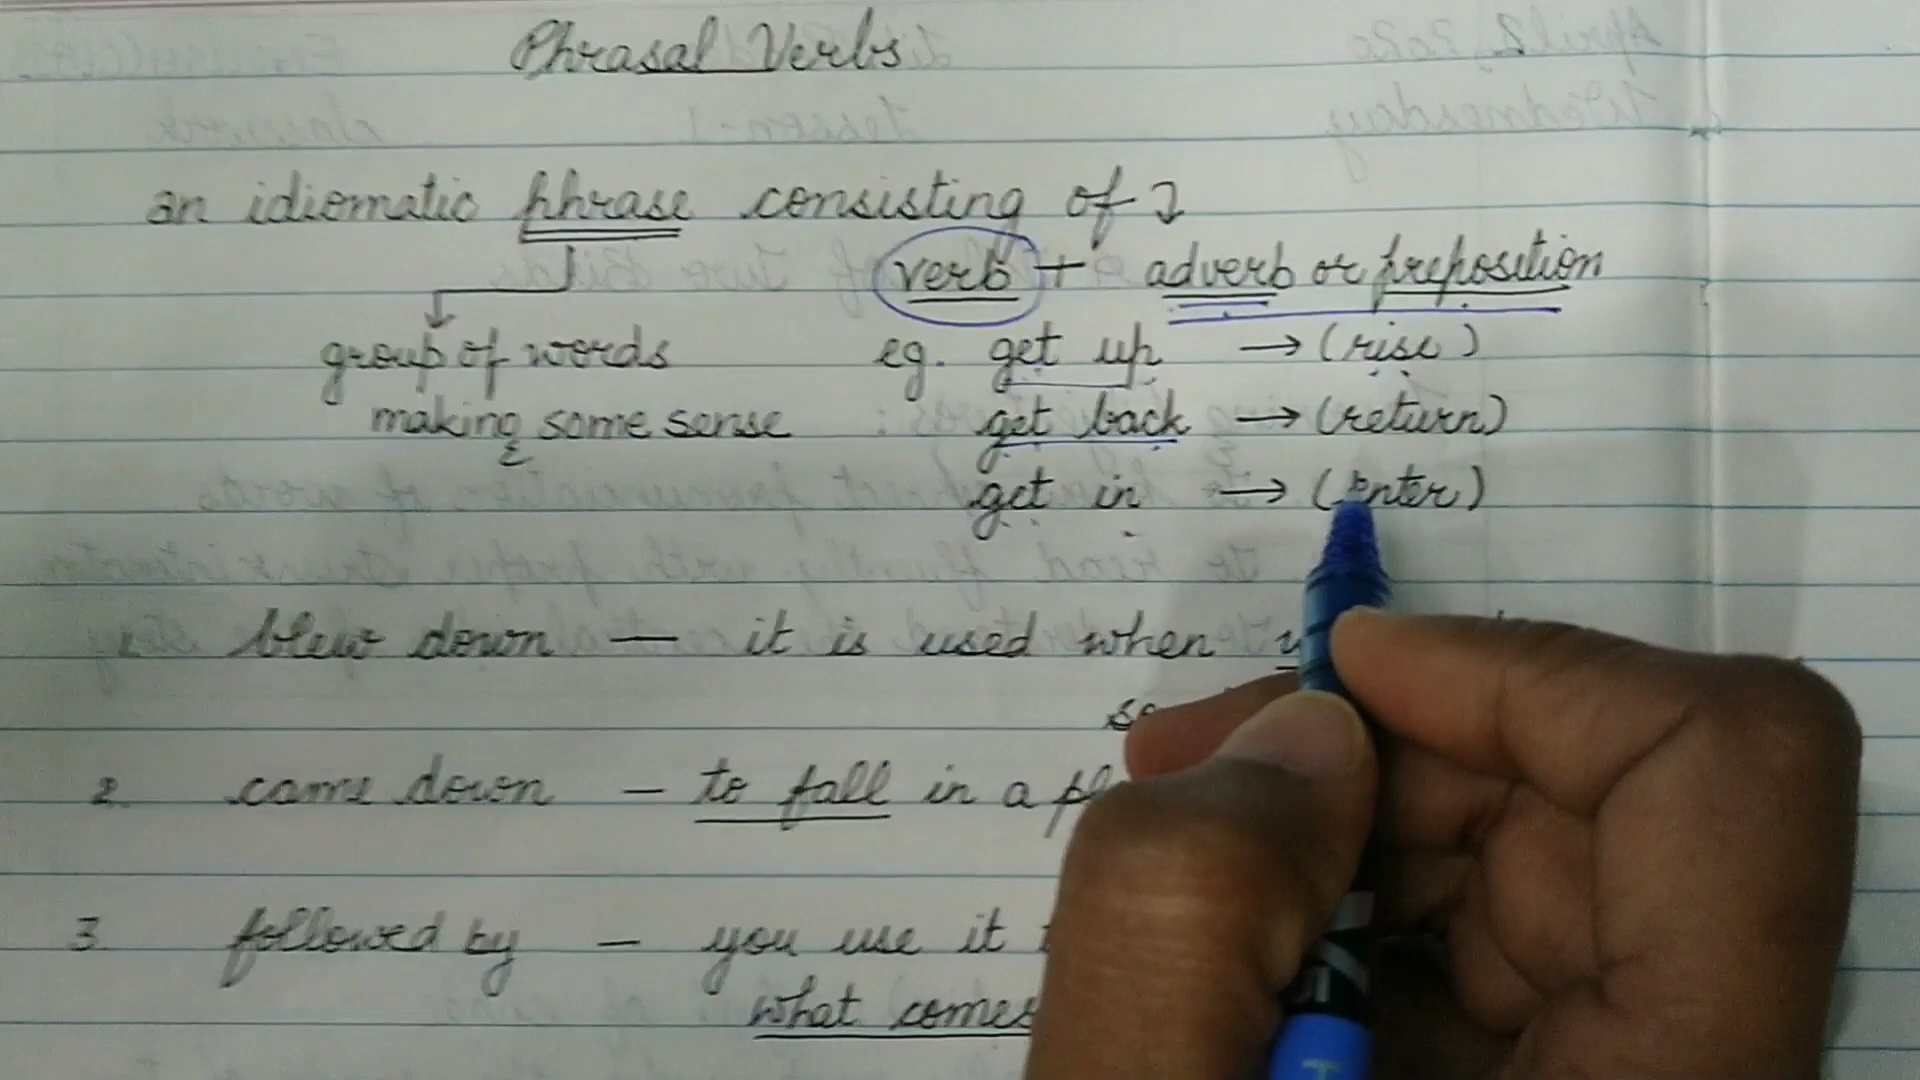 Phrasal Verbs
an idiomatic phrase consisting of
verb + adverb or preposition
group of words
making some sense
eg. get up → (rise)
get back → (return)
get in → (enter)
1. blew down — it is used when
2. came down — to fall in a
3. followed by — you use it
what comes